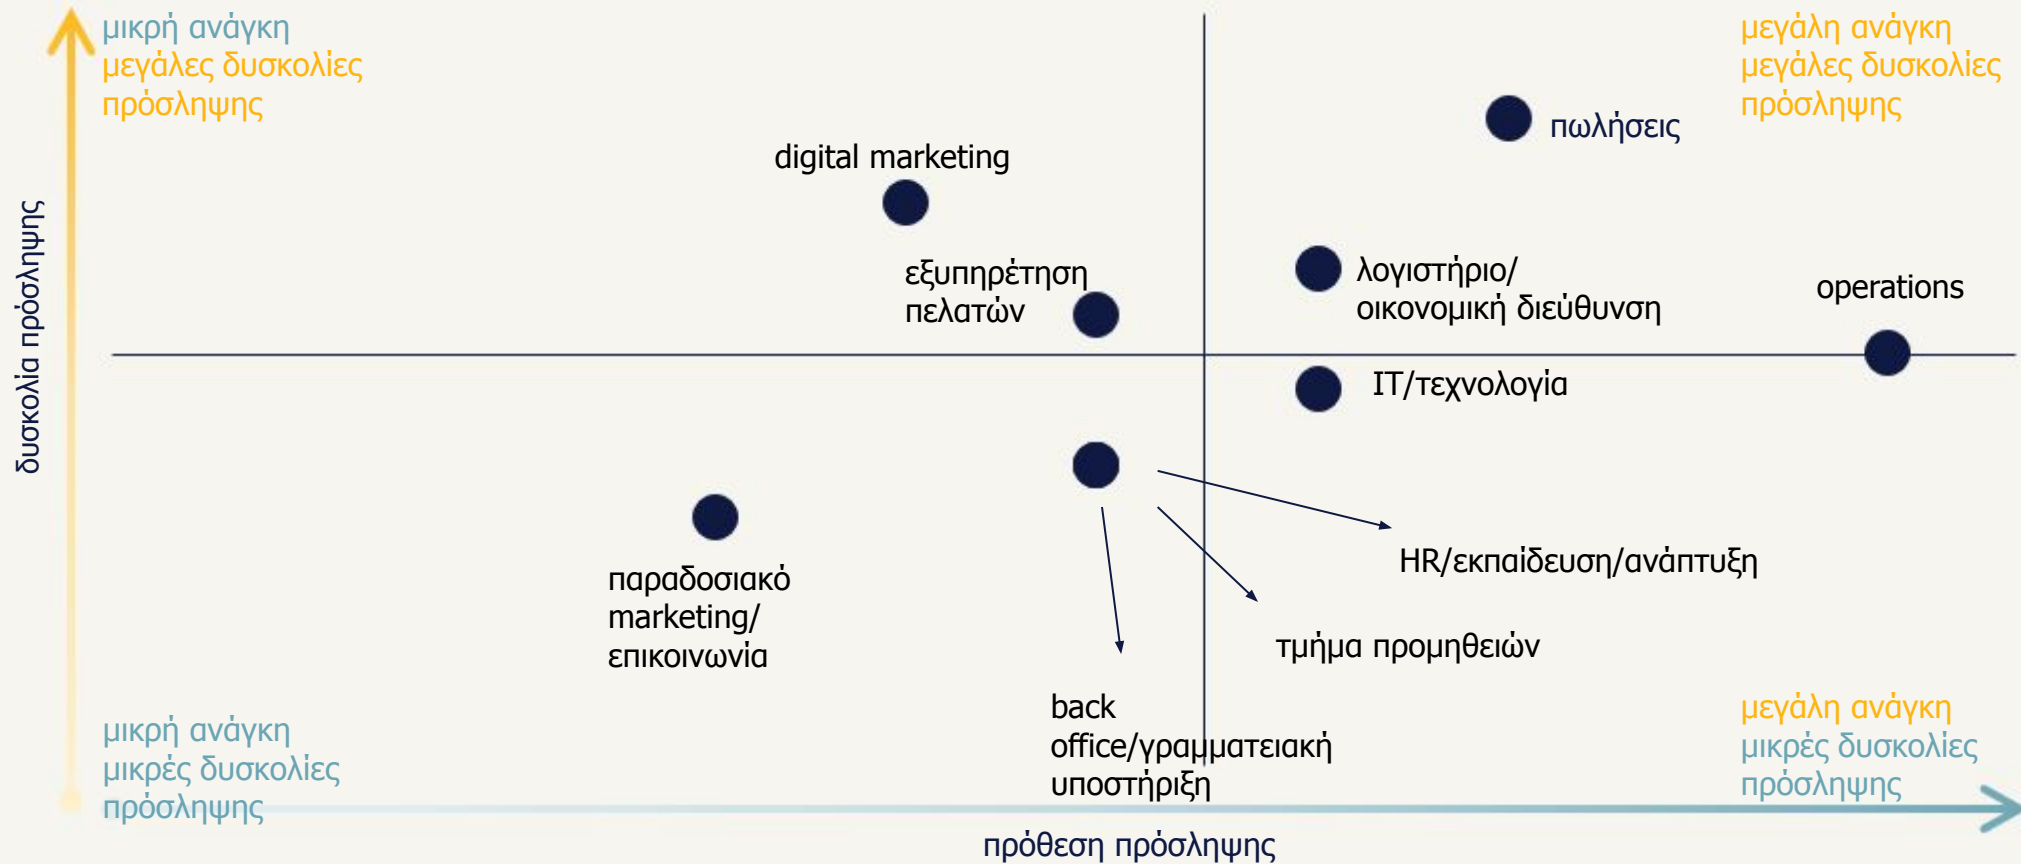 μικρή ανάγκη
μεγάλες δυσκολίες
πρόσληψης
μεγάλη ανάγκη
μεγάλες δυσκολίες
πρόσληψης
πωλήσεις
digital marketing
δυσκολία πρόσληψης
εξυπηρέτηση
πελατών
λογιστήριο/
οικονομική διεύθυνση
operations
IT/τεχνολογία
HR/εκπαίδευση/ανάπτυξη
παραδοσιακό
marketing/
επικοινωνία
τμήμα προμηθειών
back
office/γραμματειακή
υποστήριξη
μικρή ανάγκη
μικρές δυσκολίες
πρόσληψης
μεγάλη ανάγκη
μικρές δυσκολίες
πρόσληψης
πρόθεση πρόσληψης